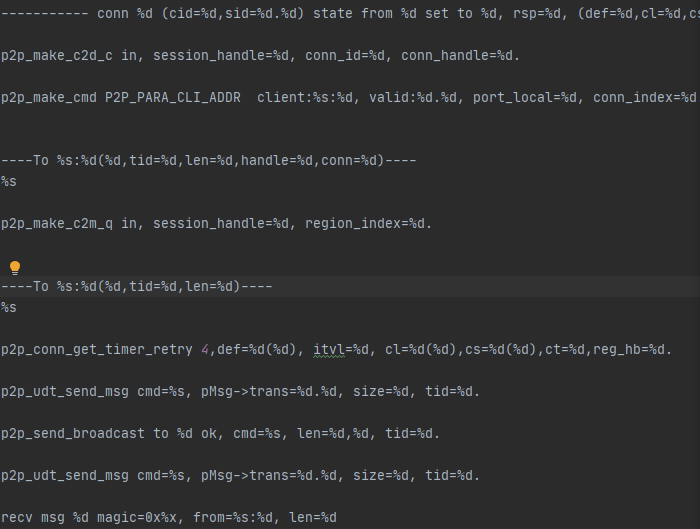 ----------- conn %d (cid=%d,sid=%d.%d) state from %d set to %d, rsp=%d, (def=%d,cl=%d,cs
p2p_make_c2d_c in, session_handle=%d, conn_id=%d, conn_handle=%d.
p2p_make_cmd P2P_PARA_CLI_ADDR  client:%s:%d, valid:%d.%d, port_local=%d, conn_index=%d
----To %s:%d(%d,tid=%d,len=%d,handle=%d,conn=%d)----
%s
p2p_make_c2m_q in, session_handle=%d, region_index=%d.
----To %s:%d(%d,tid=%d,len=%d)----
%s
p2p_conn_get_timer_retry 4,def=%d(%d), itvl=%d, cl=%d(%d),cs=%d(%d),ct=%d,reg_hb=%d.
p2p_udt_send_msg cmd=%s, pMsg->trans=%d.%d, size=%d, tid=%d.
p2p_send_broadcast to %d ok, cmd=%s, len=%d,%d, tid=%d.
p2p_udt_send_msg cmd=%s, pMsg->trans=%d.%d, size=%d, tid=%d.
recv msg %d magic=0x%x, from=%s:%d, len=%d